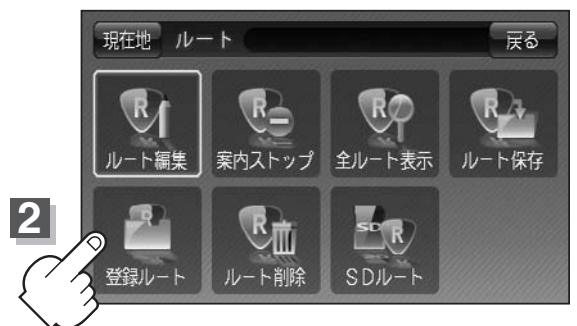 現在地 ルート 戻る
R R R R
ルート編集 案内ストップ 全ルート表示 ルート保存
2
R R SD R
登録ルート ルート削除 SDルート